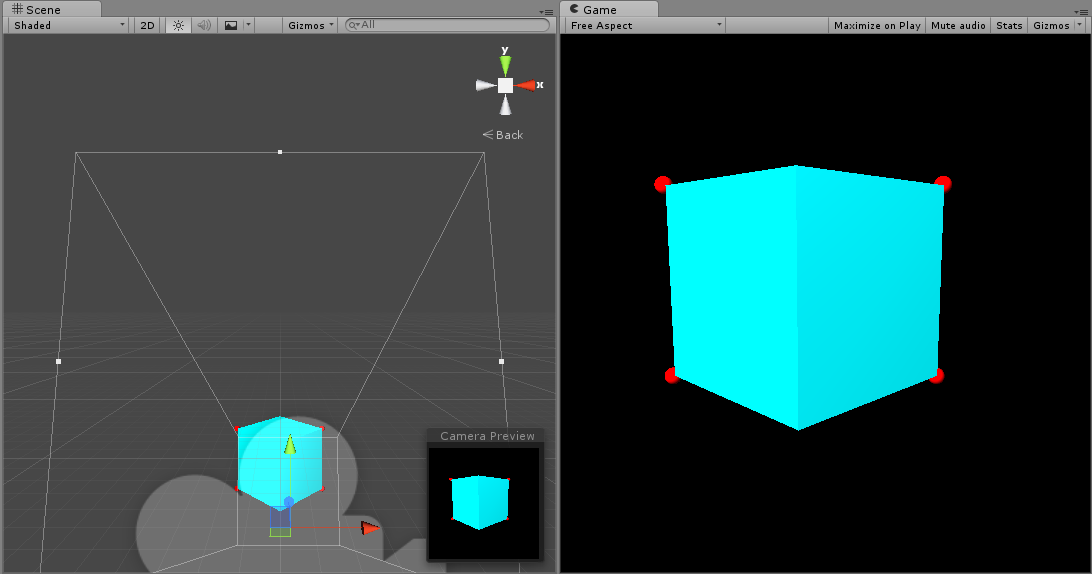 Scene
Shaded 2D Gizmos All
y
x
Back
Camera Preview
Game
Free Aspect Maximize on Play Mute audio Stats Gizmos